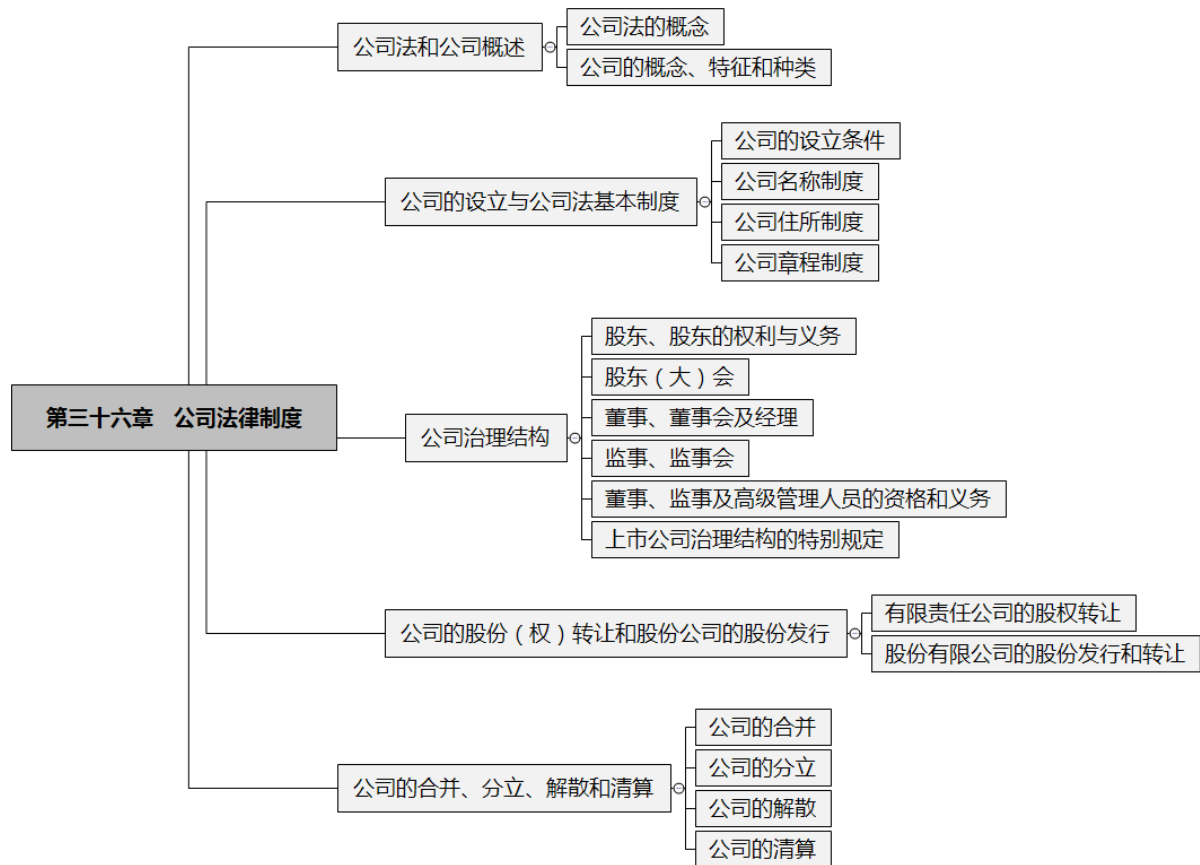 公司法和公司概述
公司法的概念
公司的概念、特征和种类
公司的设立与公司法基本制度
公司的设立条件
公司名称制度
公司住所制度
公司章程制度
第三十六章　公司法律制度
公司治理结构
股东、股东的权利与义务
股东（大）会
董事、董事会及经理
监事、监事会
董事、监事及高级管理人员的资格和义务
上市公司治理结构的特别规定
公司的股份（权）转让和股份公司的股份发行
有限责任公司的股权转让
股份有限公司的股份发行和转让
公司的合并、分立、解散和清算
公司的合并
公司的分立
公司的解散
公司的清算